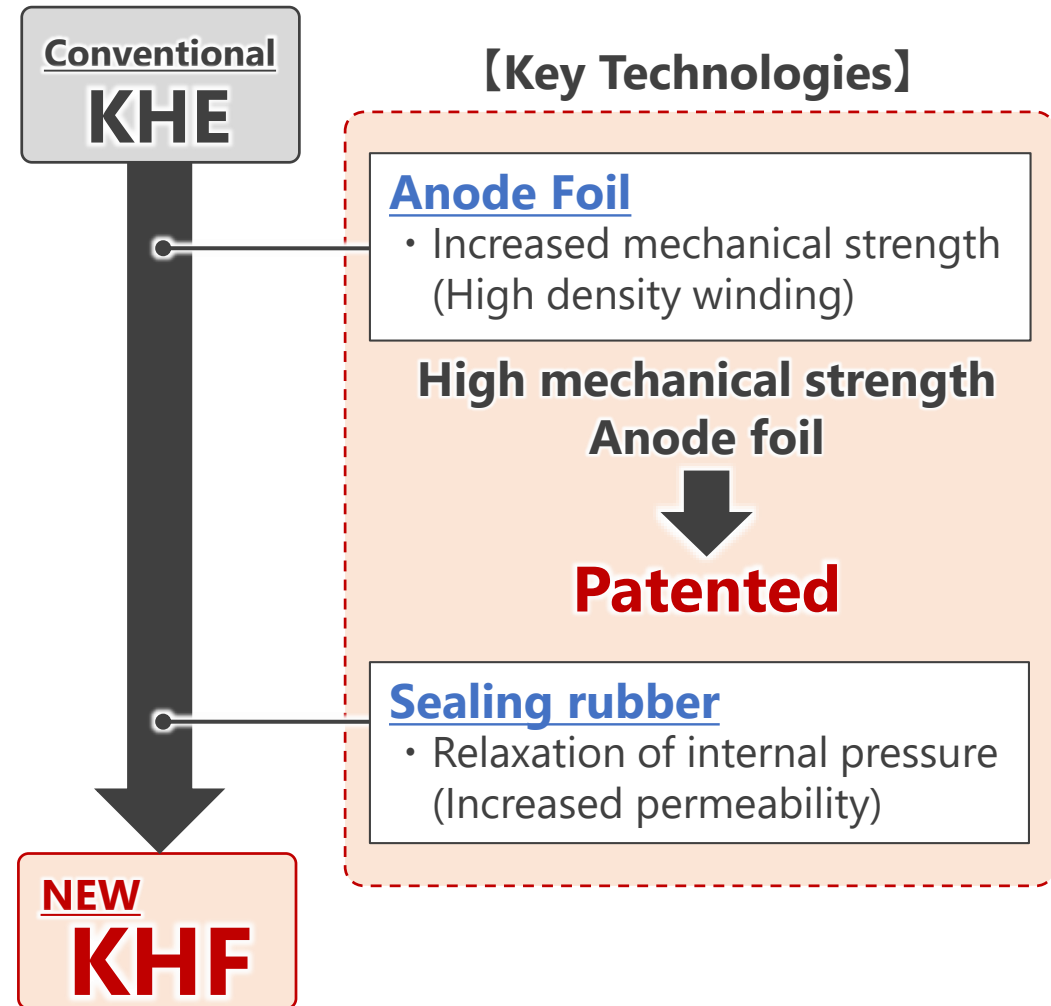 Conventional
KHE
【Key Technologies】
Anode Foil
・Increased mechanical strength
(High density winding)
High mechanical strength
Anode foil
Patented
Sealing rubber
・Relaxation of internal pressure
(Increased permeability)
NEW
KHF